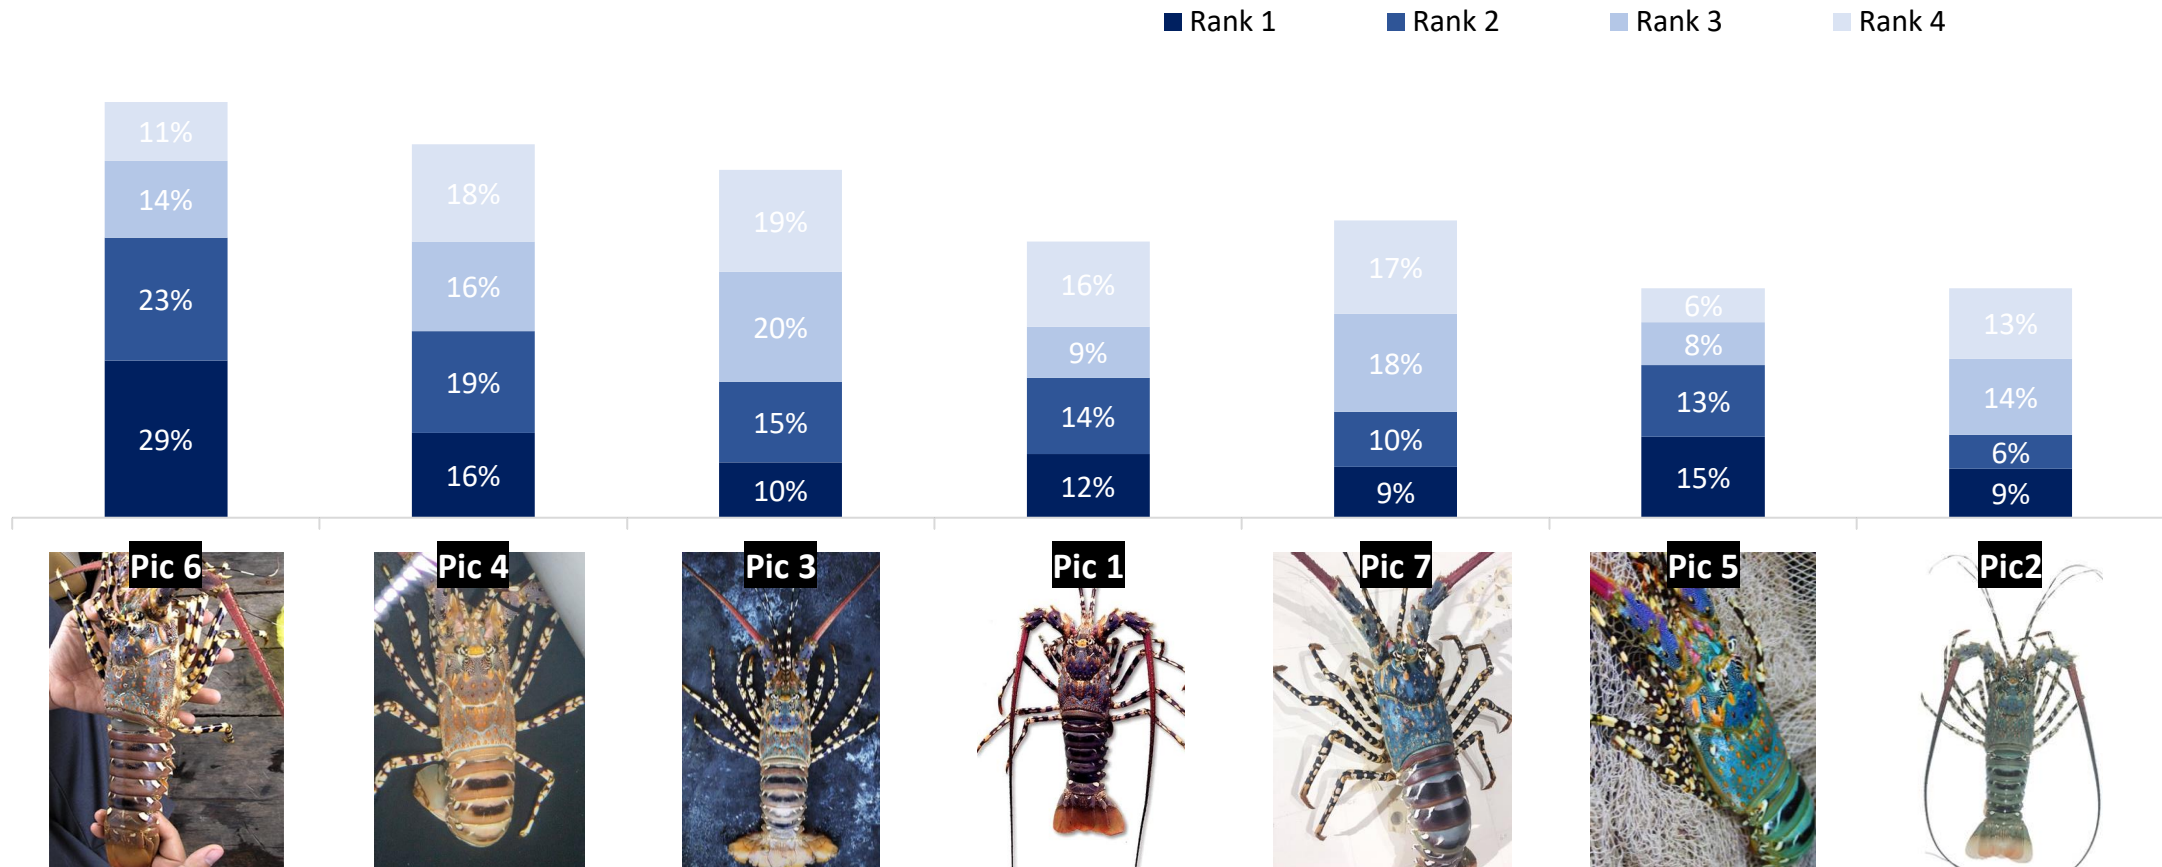 Rank 1 Rank 2 Rank 3 Rank 4
11% 14% 23% 29%
18% 16% 19% 16%
19% 20% 15% 10%
16% 9% 14% 12%
17% 18% 10% 9%
6% 8% 13% 15%
13% 14% 6% 9%
Pic 6 Pic 4 Pic 3 Pic 1 Pic 7 Pic 5 Pic2